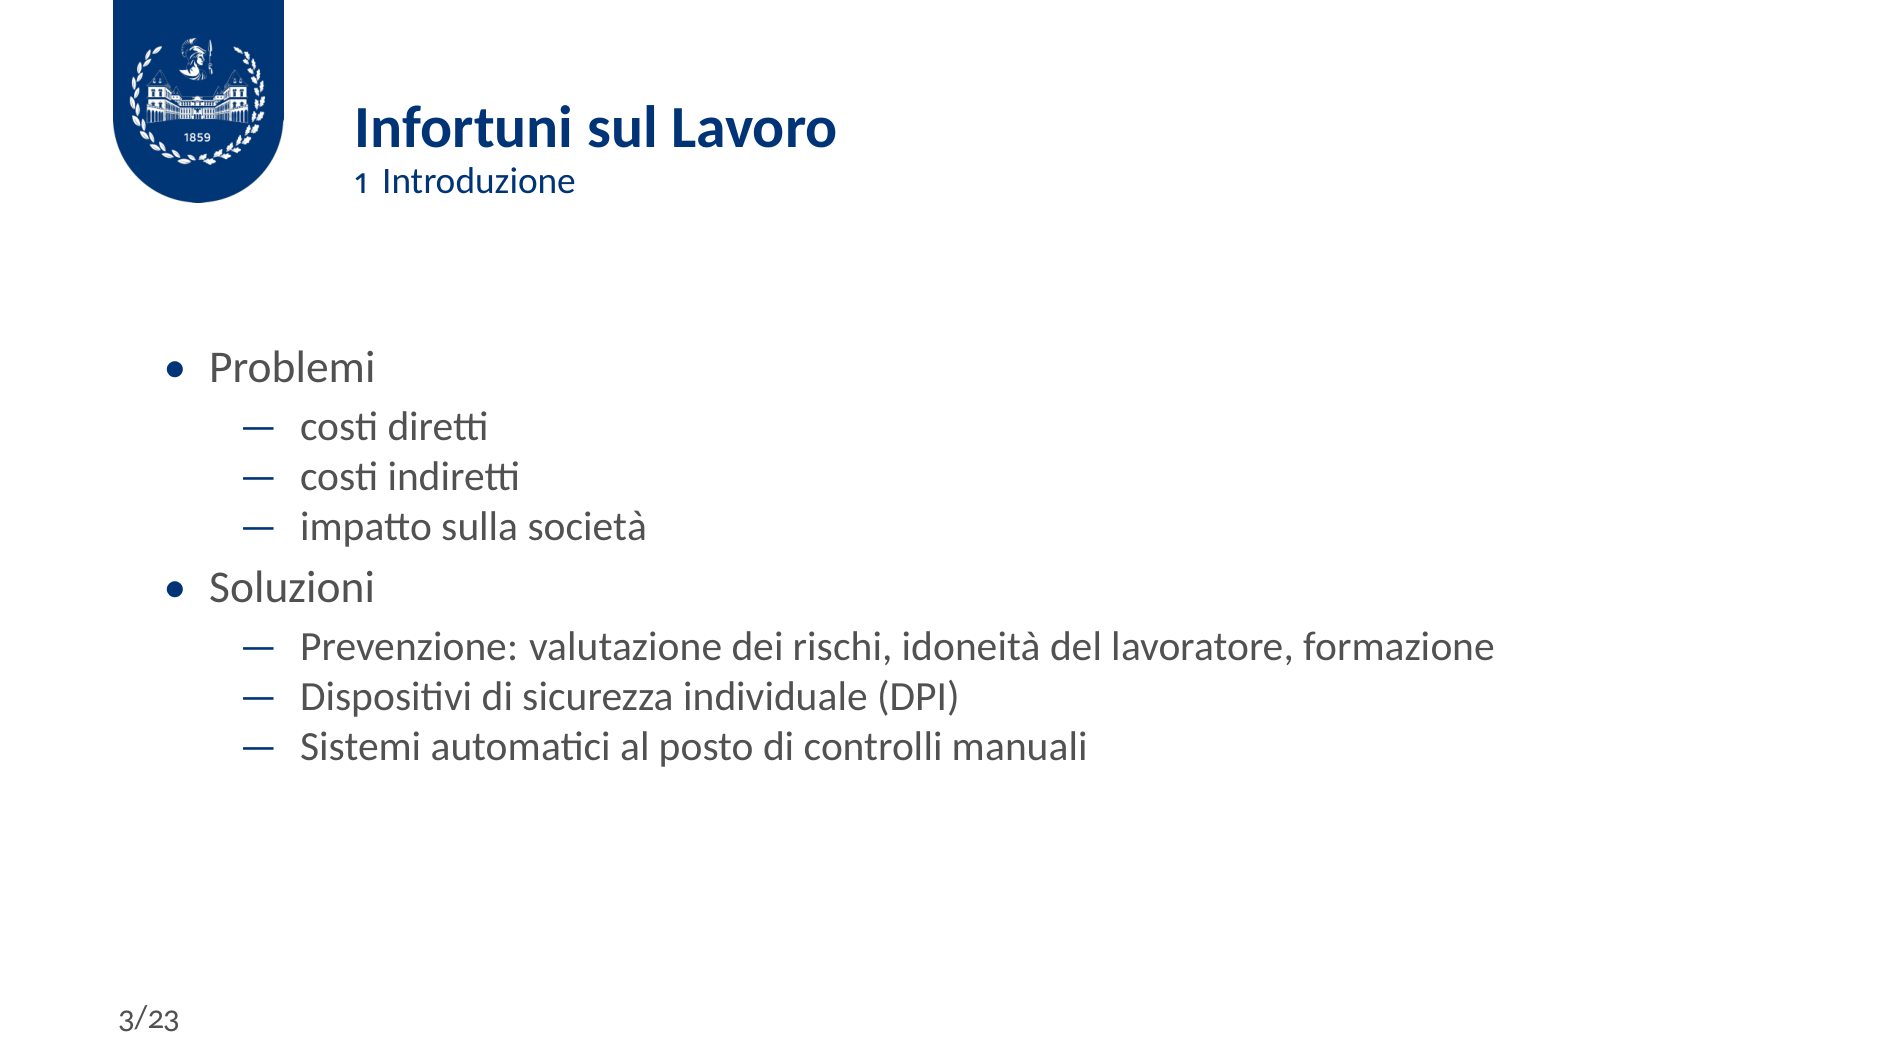 1859
Infortuni sul Lavoro
1 Introduzione
• Problemi
— costi diretti
— costi indiretti
— impatto sulla società
• Soluzioni
— Prevenzione: valutazione dei rischi, idoneità del lavoratore, formazione
— Dispositivi di sicurezza individuale (DPI)
— Sistemi automatici al posto di controlli manuali
3/23